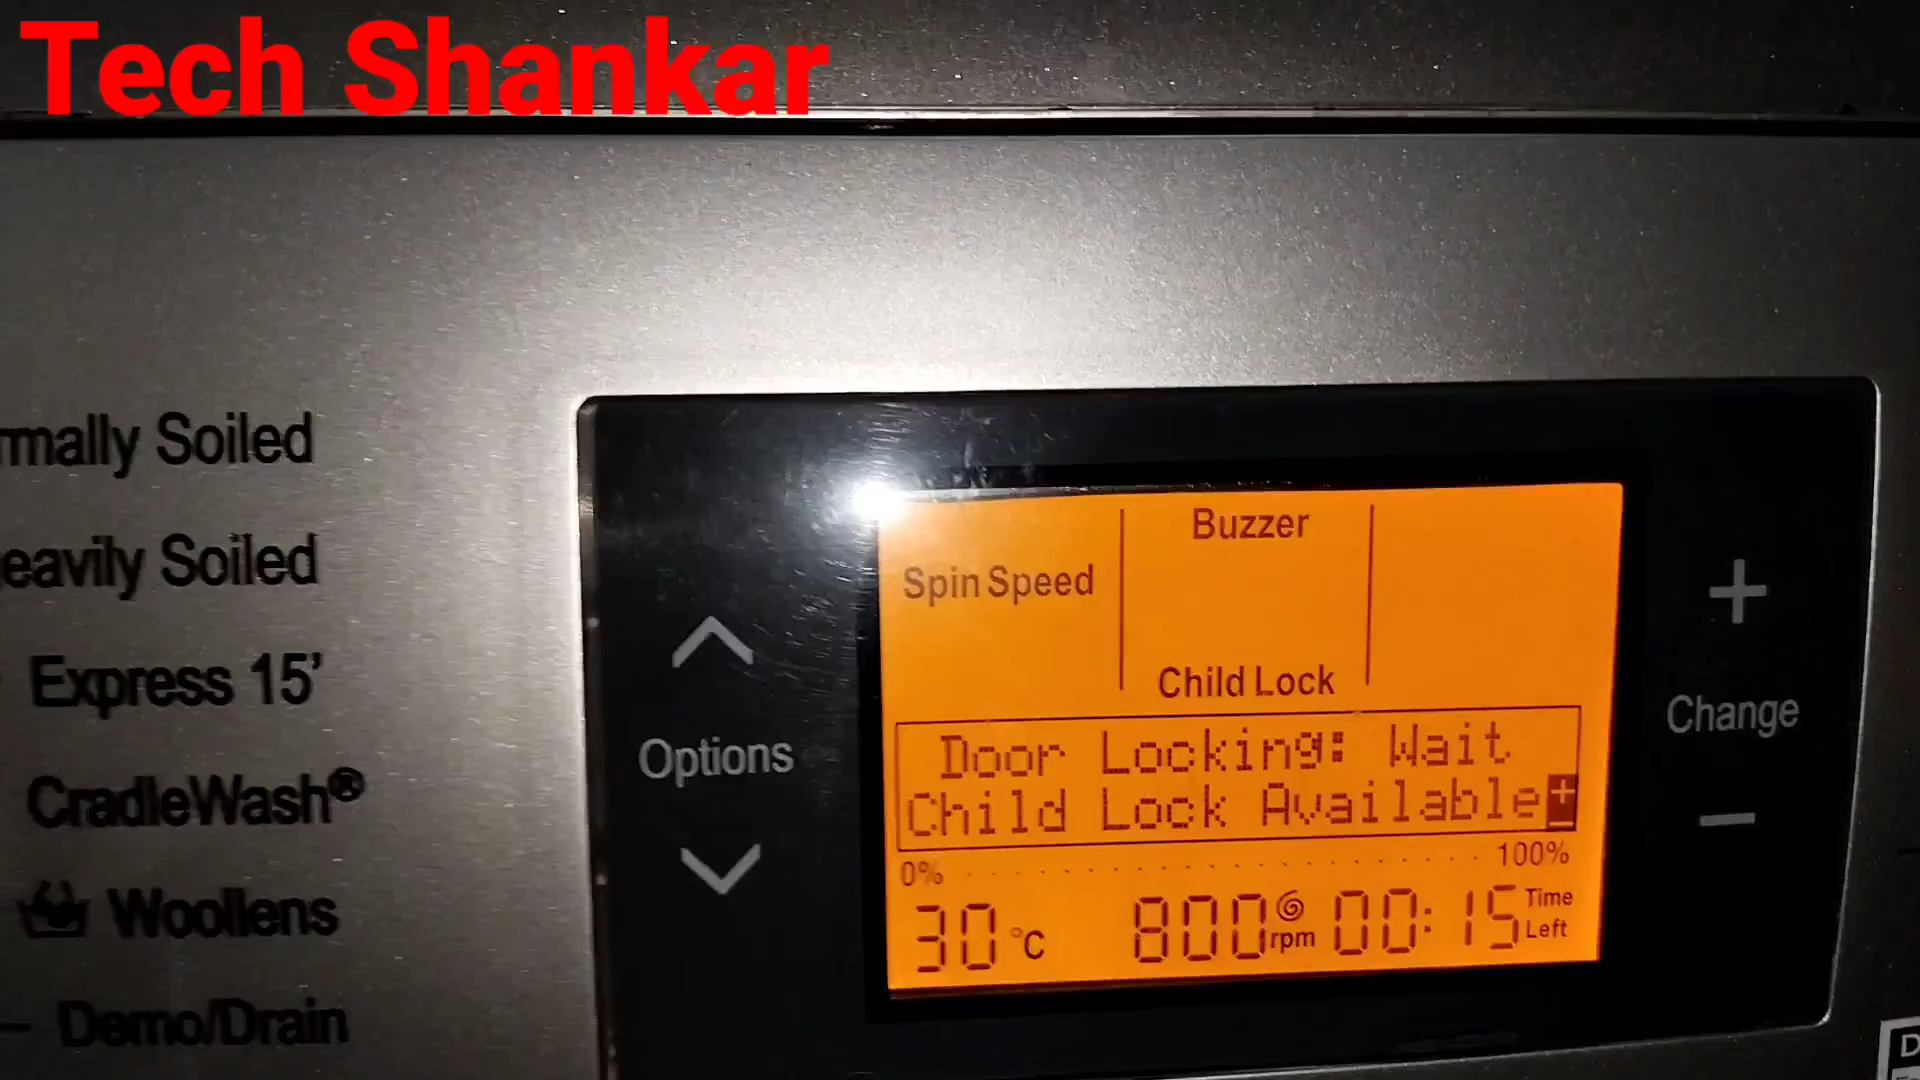 Tech Shankar
rmally Soiled
eavily Soiled
Express 15'
CradleWash®
Woollens
Demo/Drain
Options
Spin Speed
Buzzer
Child Lock
Door Locking: Wait
Child Lock Available +
0% 100%
30 °C 800 rpm 00:15 Time Left
+
Change
−
D